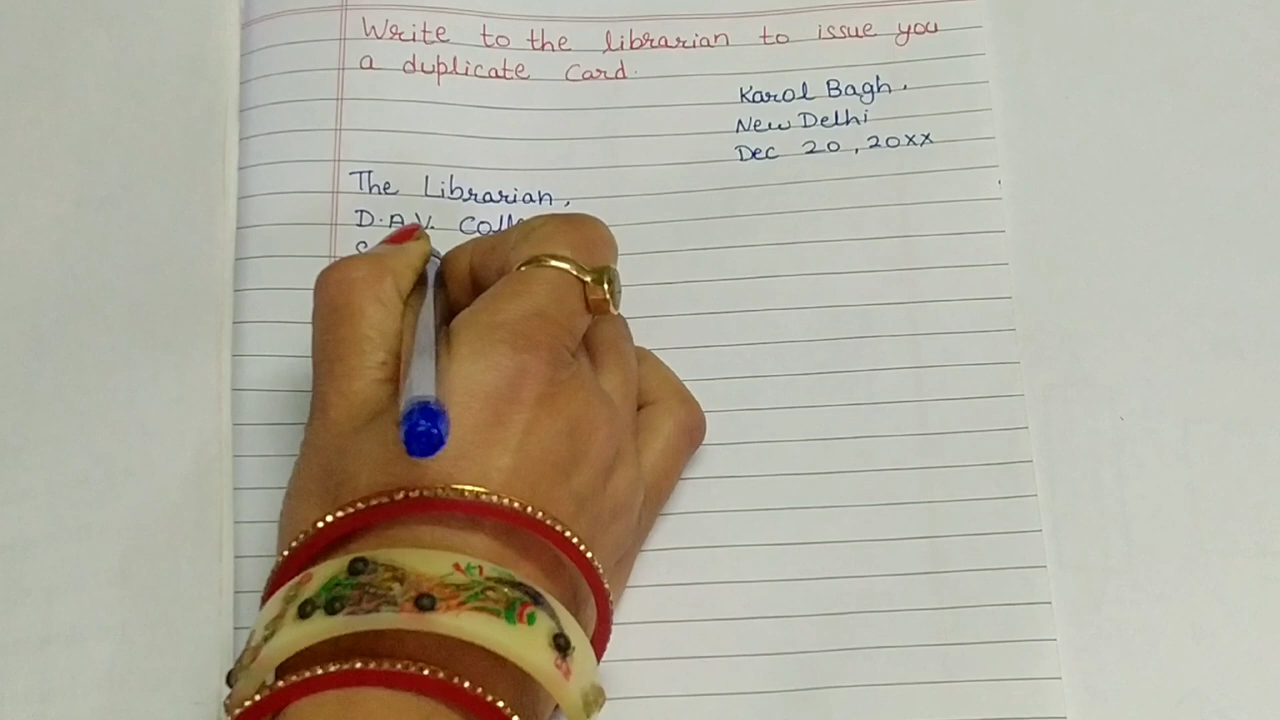 Write to the librarian to issue you
a duplicate card.
Karol Bagh.
New Delhi
Dec 20, 20xx
The Librarian,
D.A.V.